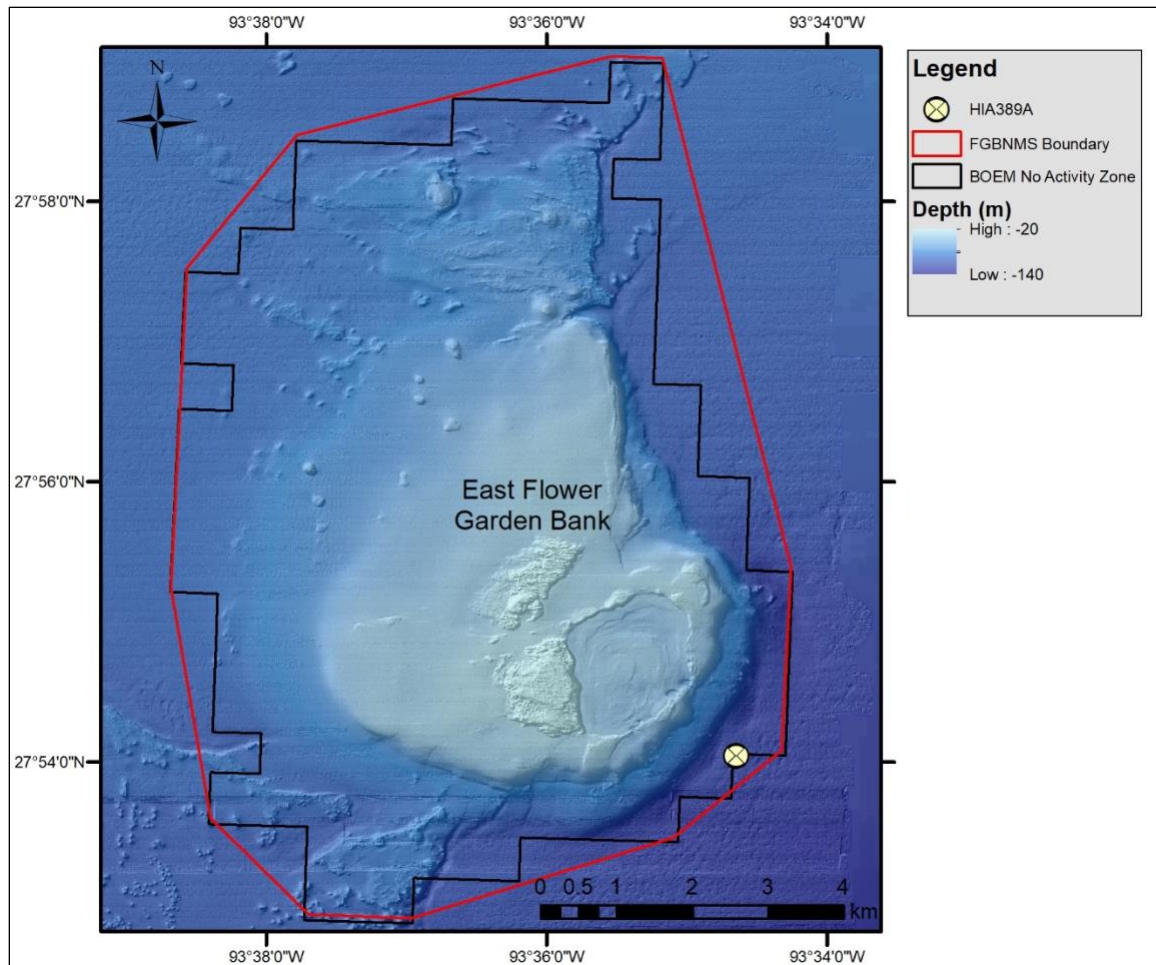 93°38'0"W
93°36'0"W
93°34'0"W
N
Legend
HIA389A
FGBNMS Boundary
BOEM No Activity Zone
Depth (m)
High : -20
Low : -140
27°58'0"N
27°56'0"N
East Flower
Garden Bank
27°54'0"N
0 0.5 1 2 3 4
km
93°38'0"W
93°36'0"W
93°34'0"W